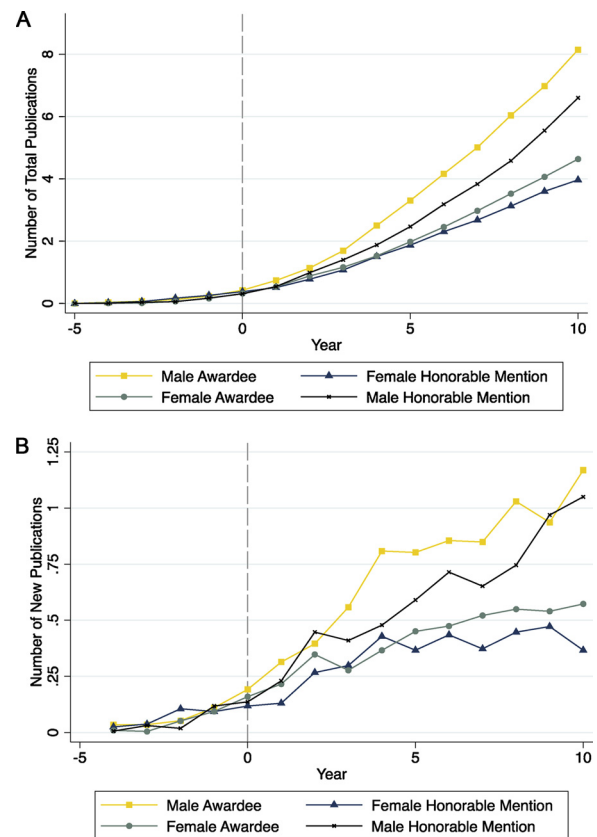 A
Number of Total Publications
8
6
4
2
0
-5
0
5
10
Year
Male Awardee
Female Honorable Mention
Female Awardee
Male Honorable Mention
B
Number of New Publications
1.25
1
.75
.5
.25
0
-5
0
5
10
Year
Male Awardee
Female Honorable Mention
Female Awardee
Male Honorable Mention